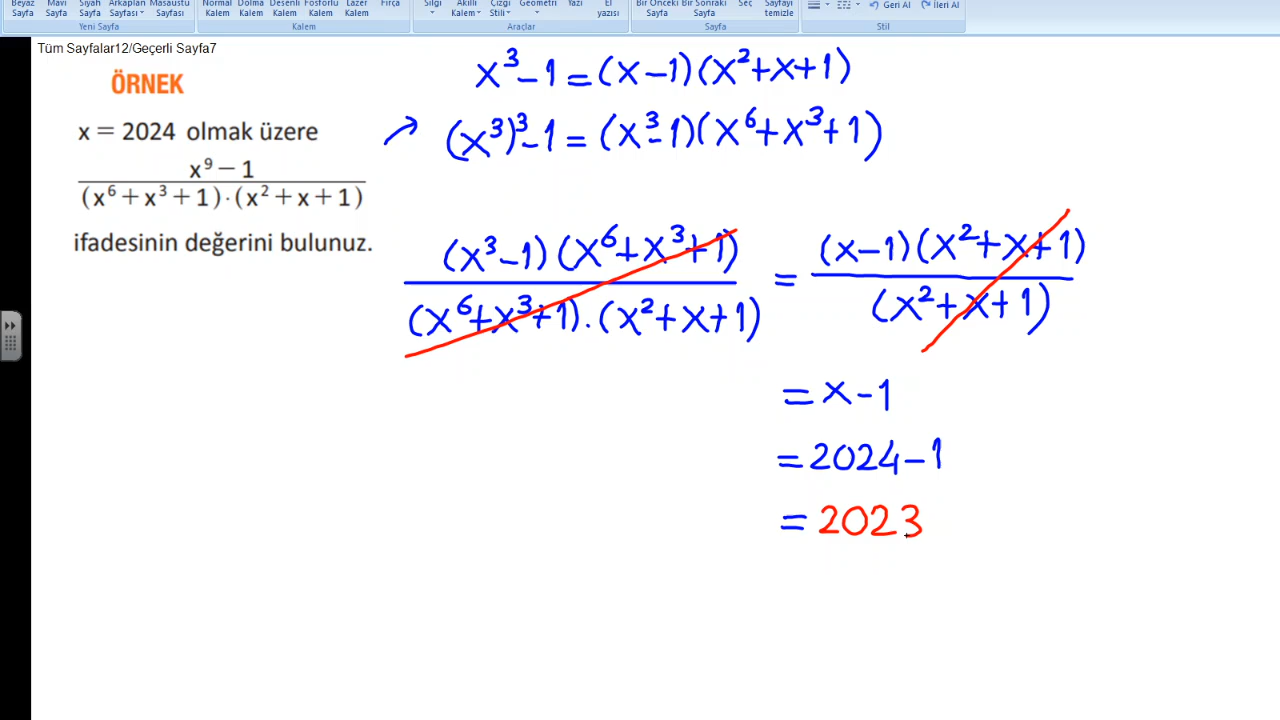 Beyaz Sayfa Mavi Sayfa Siyah Sayfa Arkaplan Sayfası Masaüstü Sayfası Normal Kalem Dolma Kalem Desenli Kalem Fosforlu Kalem Lazer Kalem Fırça Silgi Akıllı Kalem Çizgi Stili Geometri Yazı El yazısı Bir Önceki Sayfa Bir Sonraki Sayfa Seç Sayfayı temizle Geri Al İleri Al
Yeni Sayfa Kalem Araçlar Sayfa Stil
Tüm Sayfalar12/Geçerli Sayfa7
ÖRNEK
x = 2024 olmak üzere
x⁹ − 1
(x⁶ + x³ + 1) · (x² + x + 1)
ifadesinin değerini bulunuz.
x³ − 1 = (x − 1)(x² + x + 1)
(x³)³ − 1 = (x³ − 1)(x⁶ + x³ + 1)
(x³ − 1)(x⁶ + x³ + 1) = (x − 1)(x² + x + 1)
(x⁶ + x³ + 1) . (x² + x + 1) (x² + x + 1)
= x − 1
= 2024 − 1
= 2023